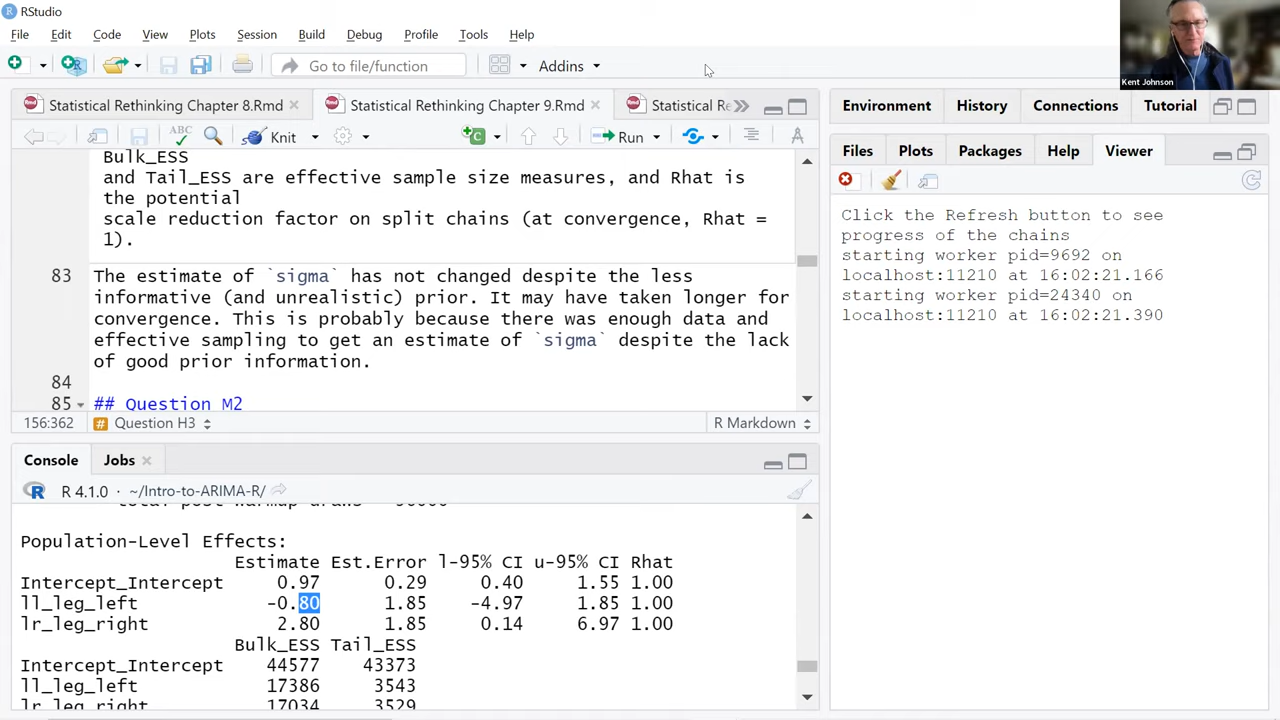 RStudio
File Edit Code View Plots Session Build Debug Profile Tools Help
Go to file/function Addins
Kent Johnson
Statistical Rethinking Chapter 8.Rmd Statistical Rethinking Chapter 9.Rmd Statistical Re
ABC Knit Run
Bulk_ESS
and Tail_ESS are effective sample size measures, and Rhat is
the potential
scale reduction factor on split chains (at convergence, Rhat =
1).
83 The estimate of `sigma` has not changed despite the less
informative (and unrealistic) prior. It may have taken longer for
convergence. This is probably because there was enough data and
effective sampling to get an estimate of `sigma` despite the lack
of good prior information.
84
85 ## Question M2
156:362 # Question H3 R Markdown
Console Jobs
R R 4.1.0 · ~/Intro-to-ARIMA-R/
Population-Level Effects:
Estimate Est.Error l-95% CI u-95% CI Rhat
Intercept_Intercept 0.97 0.29 0.40 1.55 1.00
ll_leg_left -0.80 1.85 -4.97 1.85 1.00
lr_leg_right 2.80 1.85 0.14 6.97 1.00
Bulk_ESS Tail_ESS
Intercept_Intercept 44577 43373
ll_leg_left 17386 3543
lr_leg_right 17034 3529
Environment History Connections Tutorial
Files Plots Packages Help Viewer
Click the Refresh button to see
progress of the chains
starting worker pid=9692 on
localhost:11210 at 16:02:21.166
starting worker pid=24340 on
localhost:11210 at 16:02:21.390